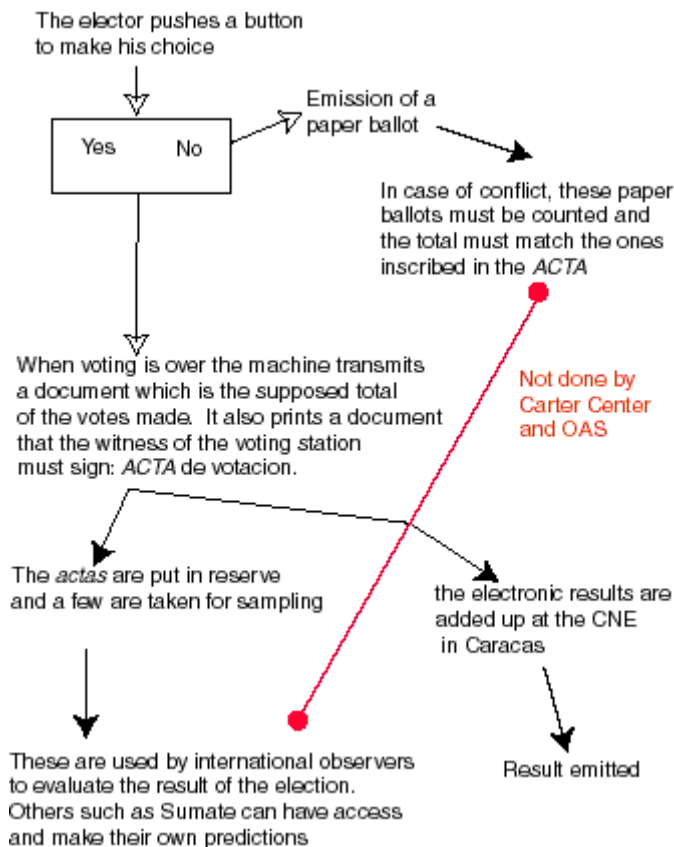 The elector pushes a button
to make his choice
Emission of a
paper ballot
Yes No
In case of conflict, these paper
ballots must be counted and
the total must match the ones
inscribed in the ACTA
When voting is over the machine transmits
a document which is the supposed total
of the votes made. It also prints a document
that the witness of the voting station
must sign: ACTA de votacion.
Not done by
Carter Center
and OAS
The actas are put in reserve
and a few are taken for sampling
the electronic results are
added up at the CNE
in Caracas
These are used by international observers
to evaluate the result of the election.
Others such as Sumate can have access
and make their own predictions
Result emitted